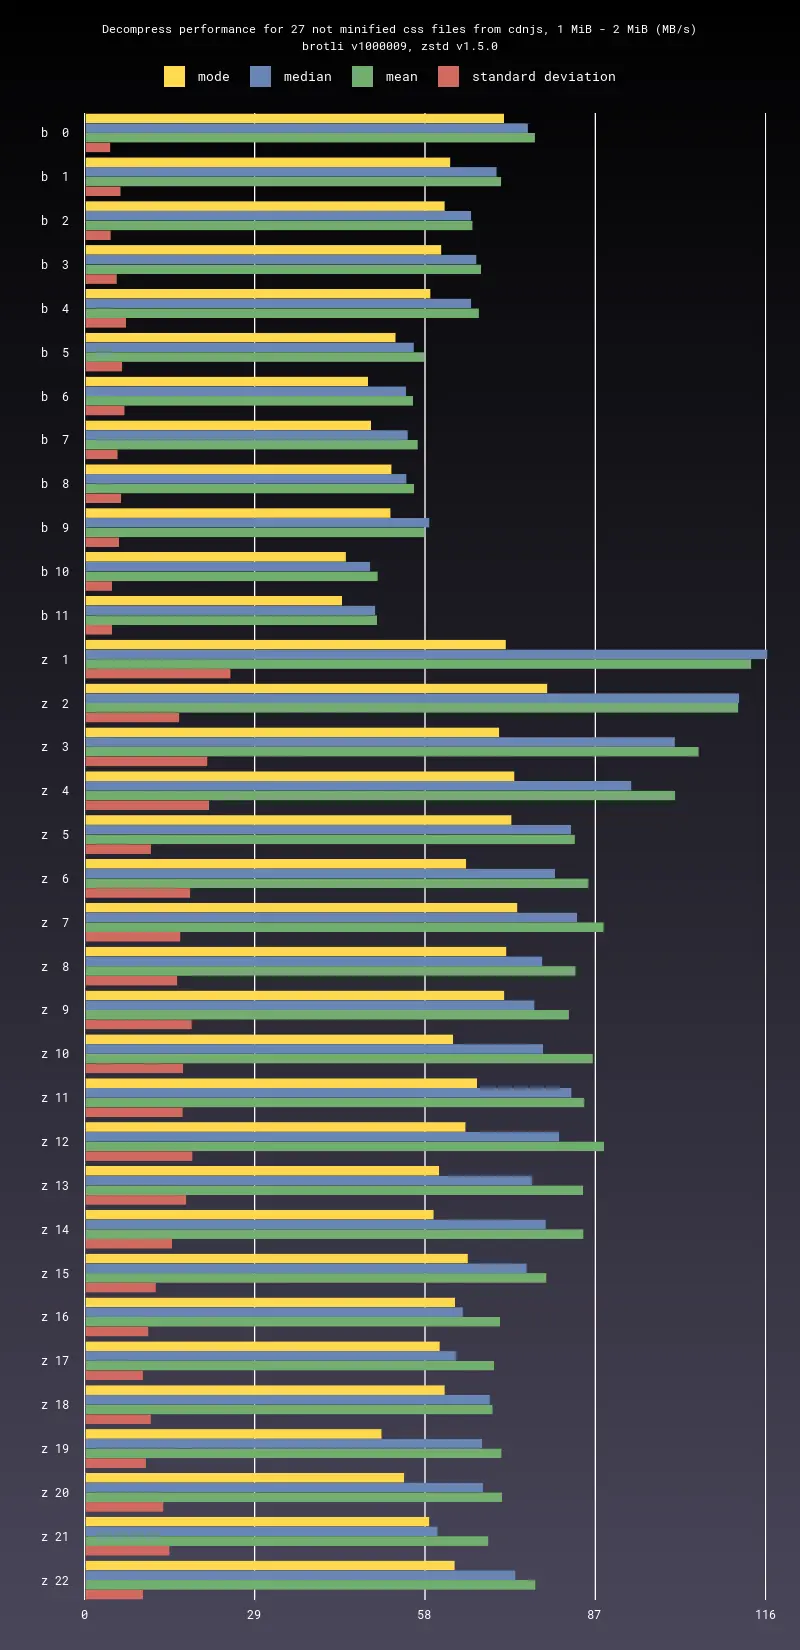 Decompress performance for 27 not minified css files from cdnjs, 1 MiB - 2 MiB (MB/s)
brotli v1000009, zstd v1.5.0
mode median mean standard deviation
b 0
b 1
b 2
b 3
b 4
b 5
b 6
b 7
b 8
b 9
b 10
b 11
z 1
z 2
z 3
z 4
z 5
z 6
z 7
z 8
z 9
z 10
z 11
z 12
z 13
z 14
z 15
z 16
z 17
z 18
z 19
z 20
z 21
z 22
0 29 58 87 116